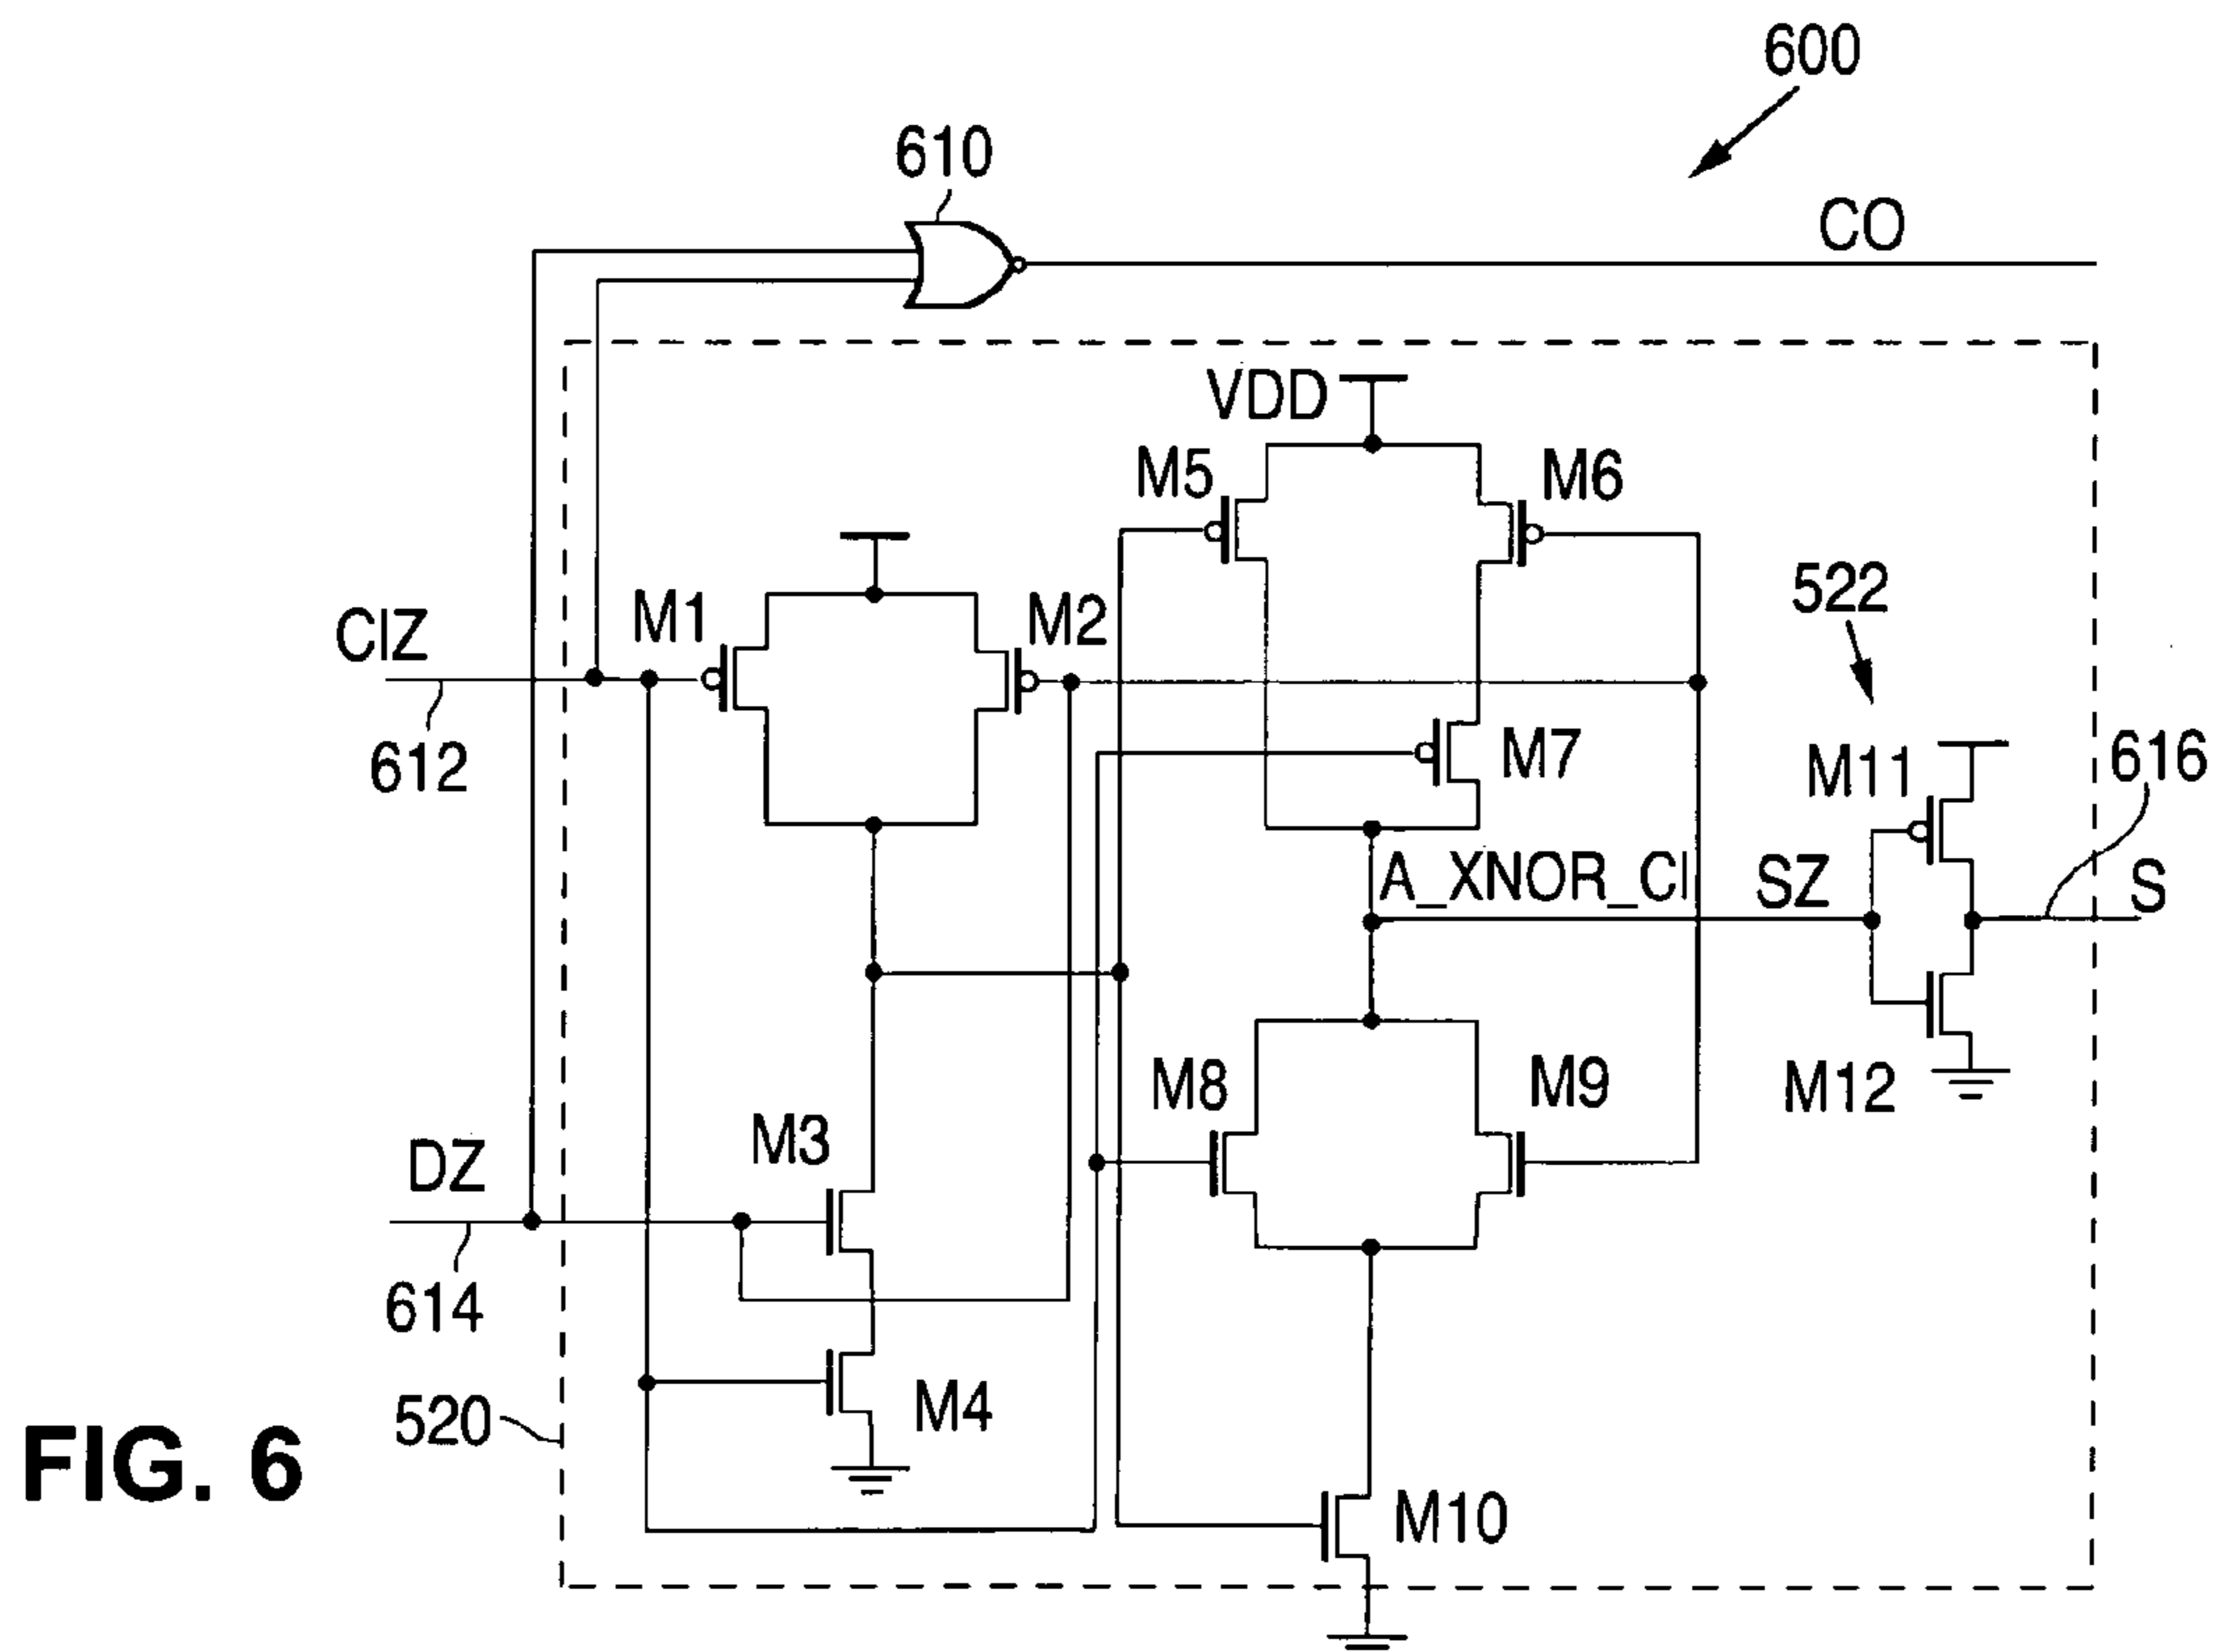 600
610
CO
VDD
M5
M6
CIZ
M1
M2
522
612
M7
M11
616
A_XNOR_CI
SZ
S
M8
M9
M12
DZ
M3
614
520
M4
M10
FIG. 6